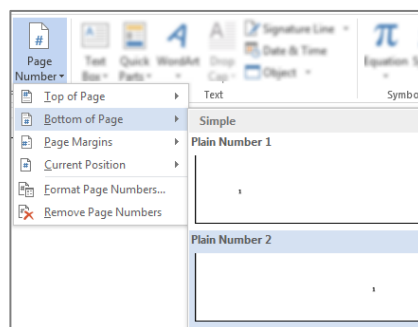 Page
Number
Text
Box
Quick
Parts
WordArt
Drop
Cap
Signature Line
Date & Time
Object
Equation
Text
Symbo
Top of Page
Bottom of Page
Page Margins
Current Position
Format Page Numbers...
Remove Page Numbers
Simple
Plain Number 1
1
Plain Number 2
1